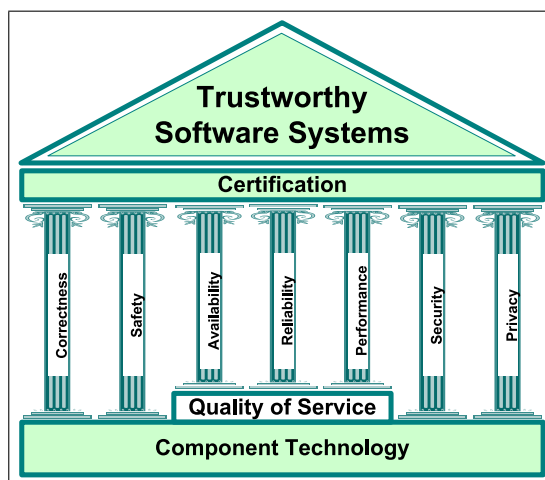 Trustworthy
Software Systems
Certification
Correctness
Safety
Availability
Reliability
Performance
Security
Privacy
Quality of Service
Component Technology